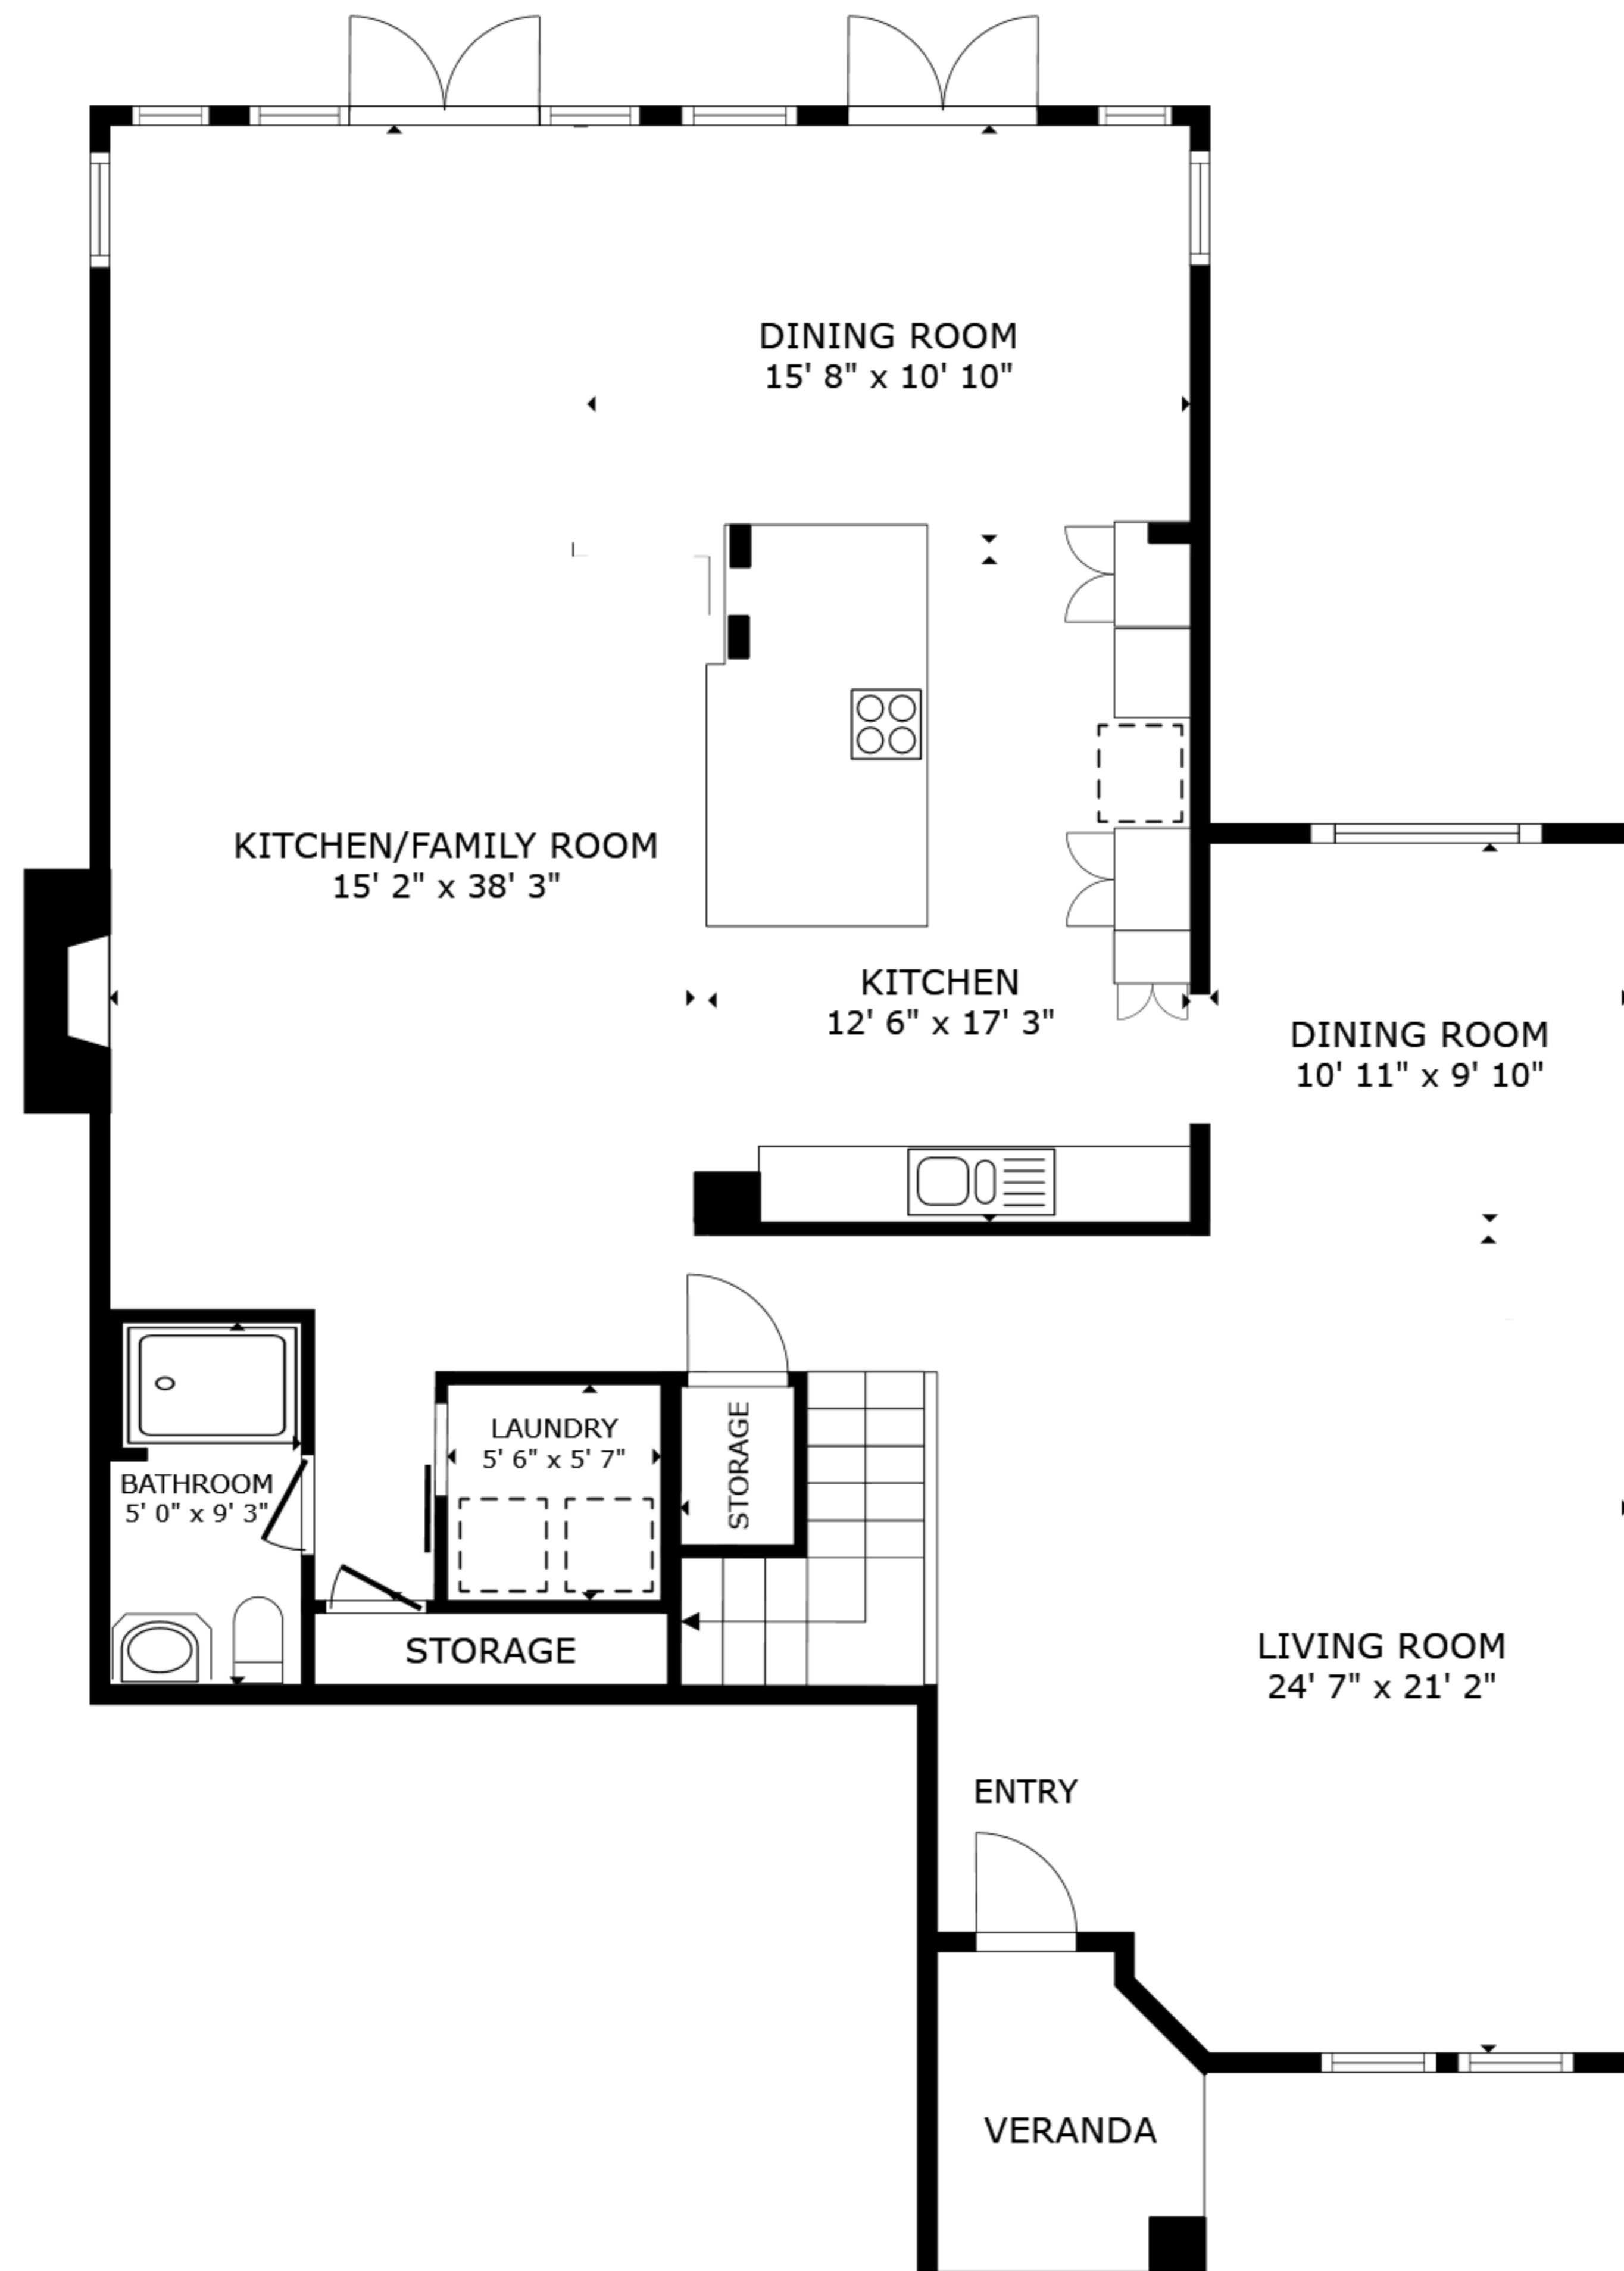 DINING ROOM
15' 8" x 10' 10"
KITCHEN/FAMILY ROOM
15' 2" x 38' 3"
KITCHEN
12' 6" x 17' 3"
DINING ROOM
10' 11" x 9' 10"
LAUNDRY
5' 6" x 5' 7"
STORAGE
BATHROOM
5' 0" x 9' 3"
STORAGE
LIVING ROOM
24' 7" x 21' 2"
ENTRY
VERANDA